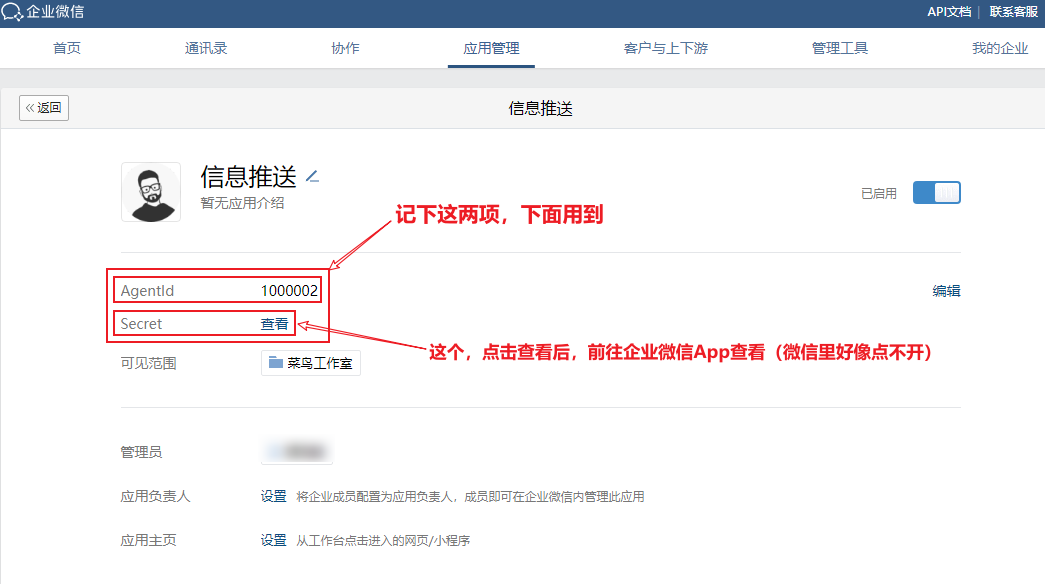 企业微信
API文档 | 联系客服
首页 通讯录 协作 应用管理 客户与上下游 管理工具 我的企业
«返回 信息推送
信息推送
暂无应用介绍
已启用
记下这两项，下面用到
AgentId 1000002
编辑
Secret 查看
这个，点击查看后，前往企业微信App查看（微信里好像点不开）
可见范围 菜鸟工作室
管理员
应用负责人 设置 将企业成员配置为应用负责人，成员即可在企业微信内管理此应用
应用主页 设置 从工作台点击进入的网页/小程序